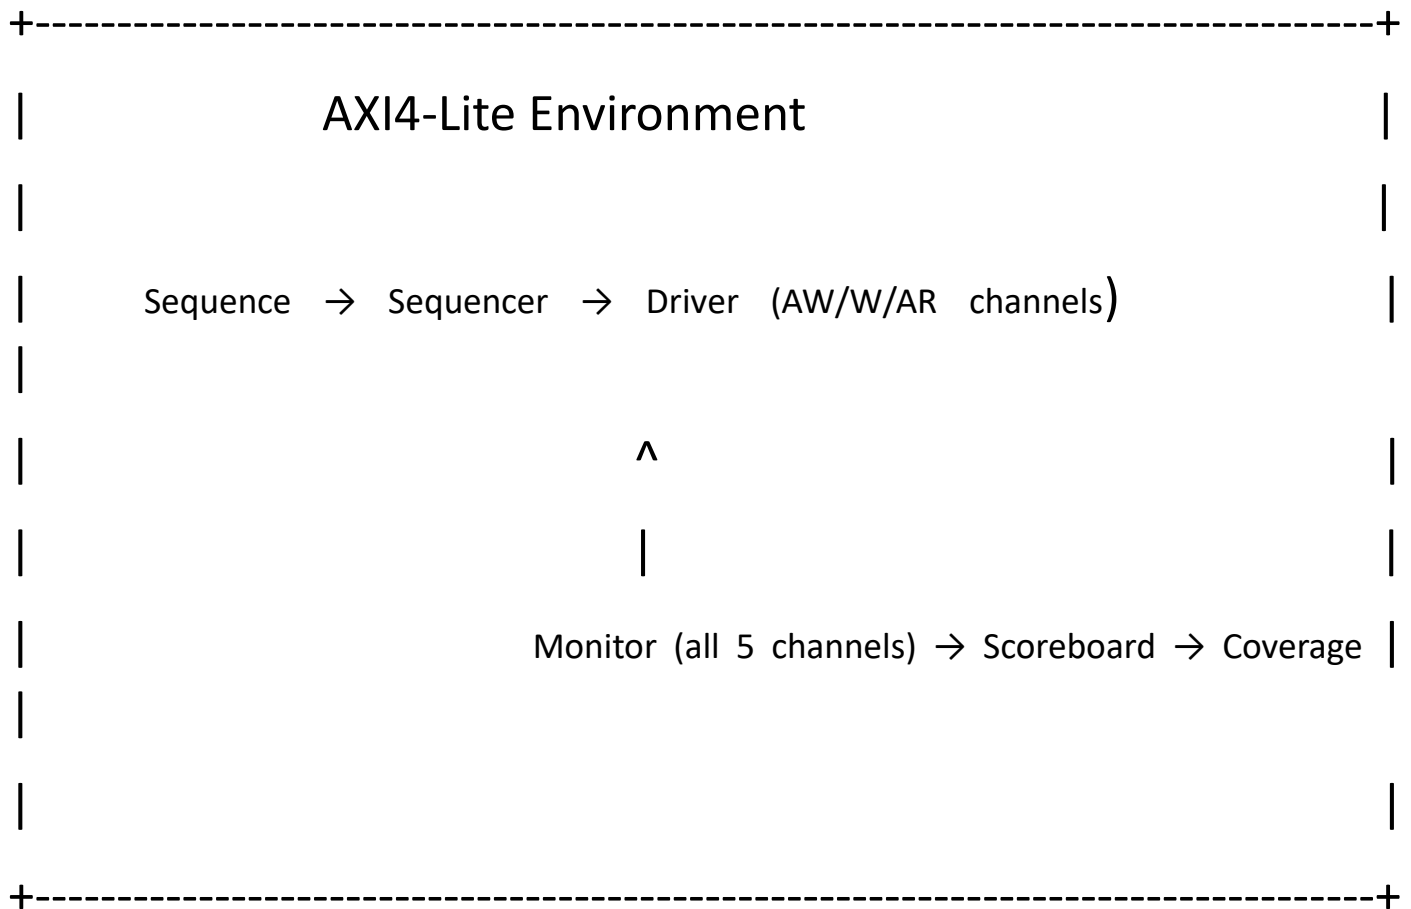 +--------------------------------------------------------------------------------+
| AXI4-Lite Environment |
| |
| Sequence → Sequencer → Driver (AW/W/AR channels) |
|
| ^ |
| | |
| Monitor (all 5 channels) → Scoreboard → Coverage |
|
| |
+--------------------------------------------------------------------------------+